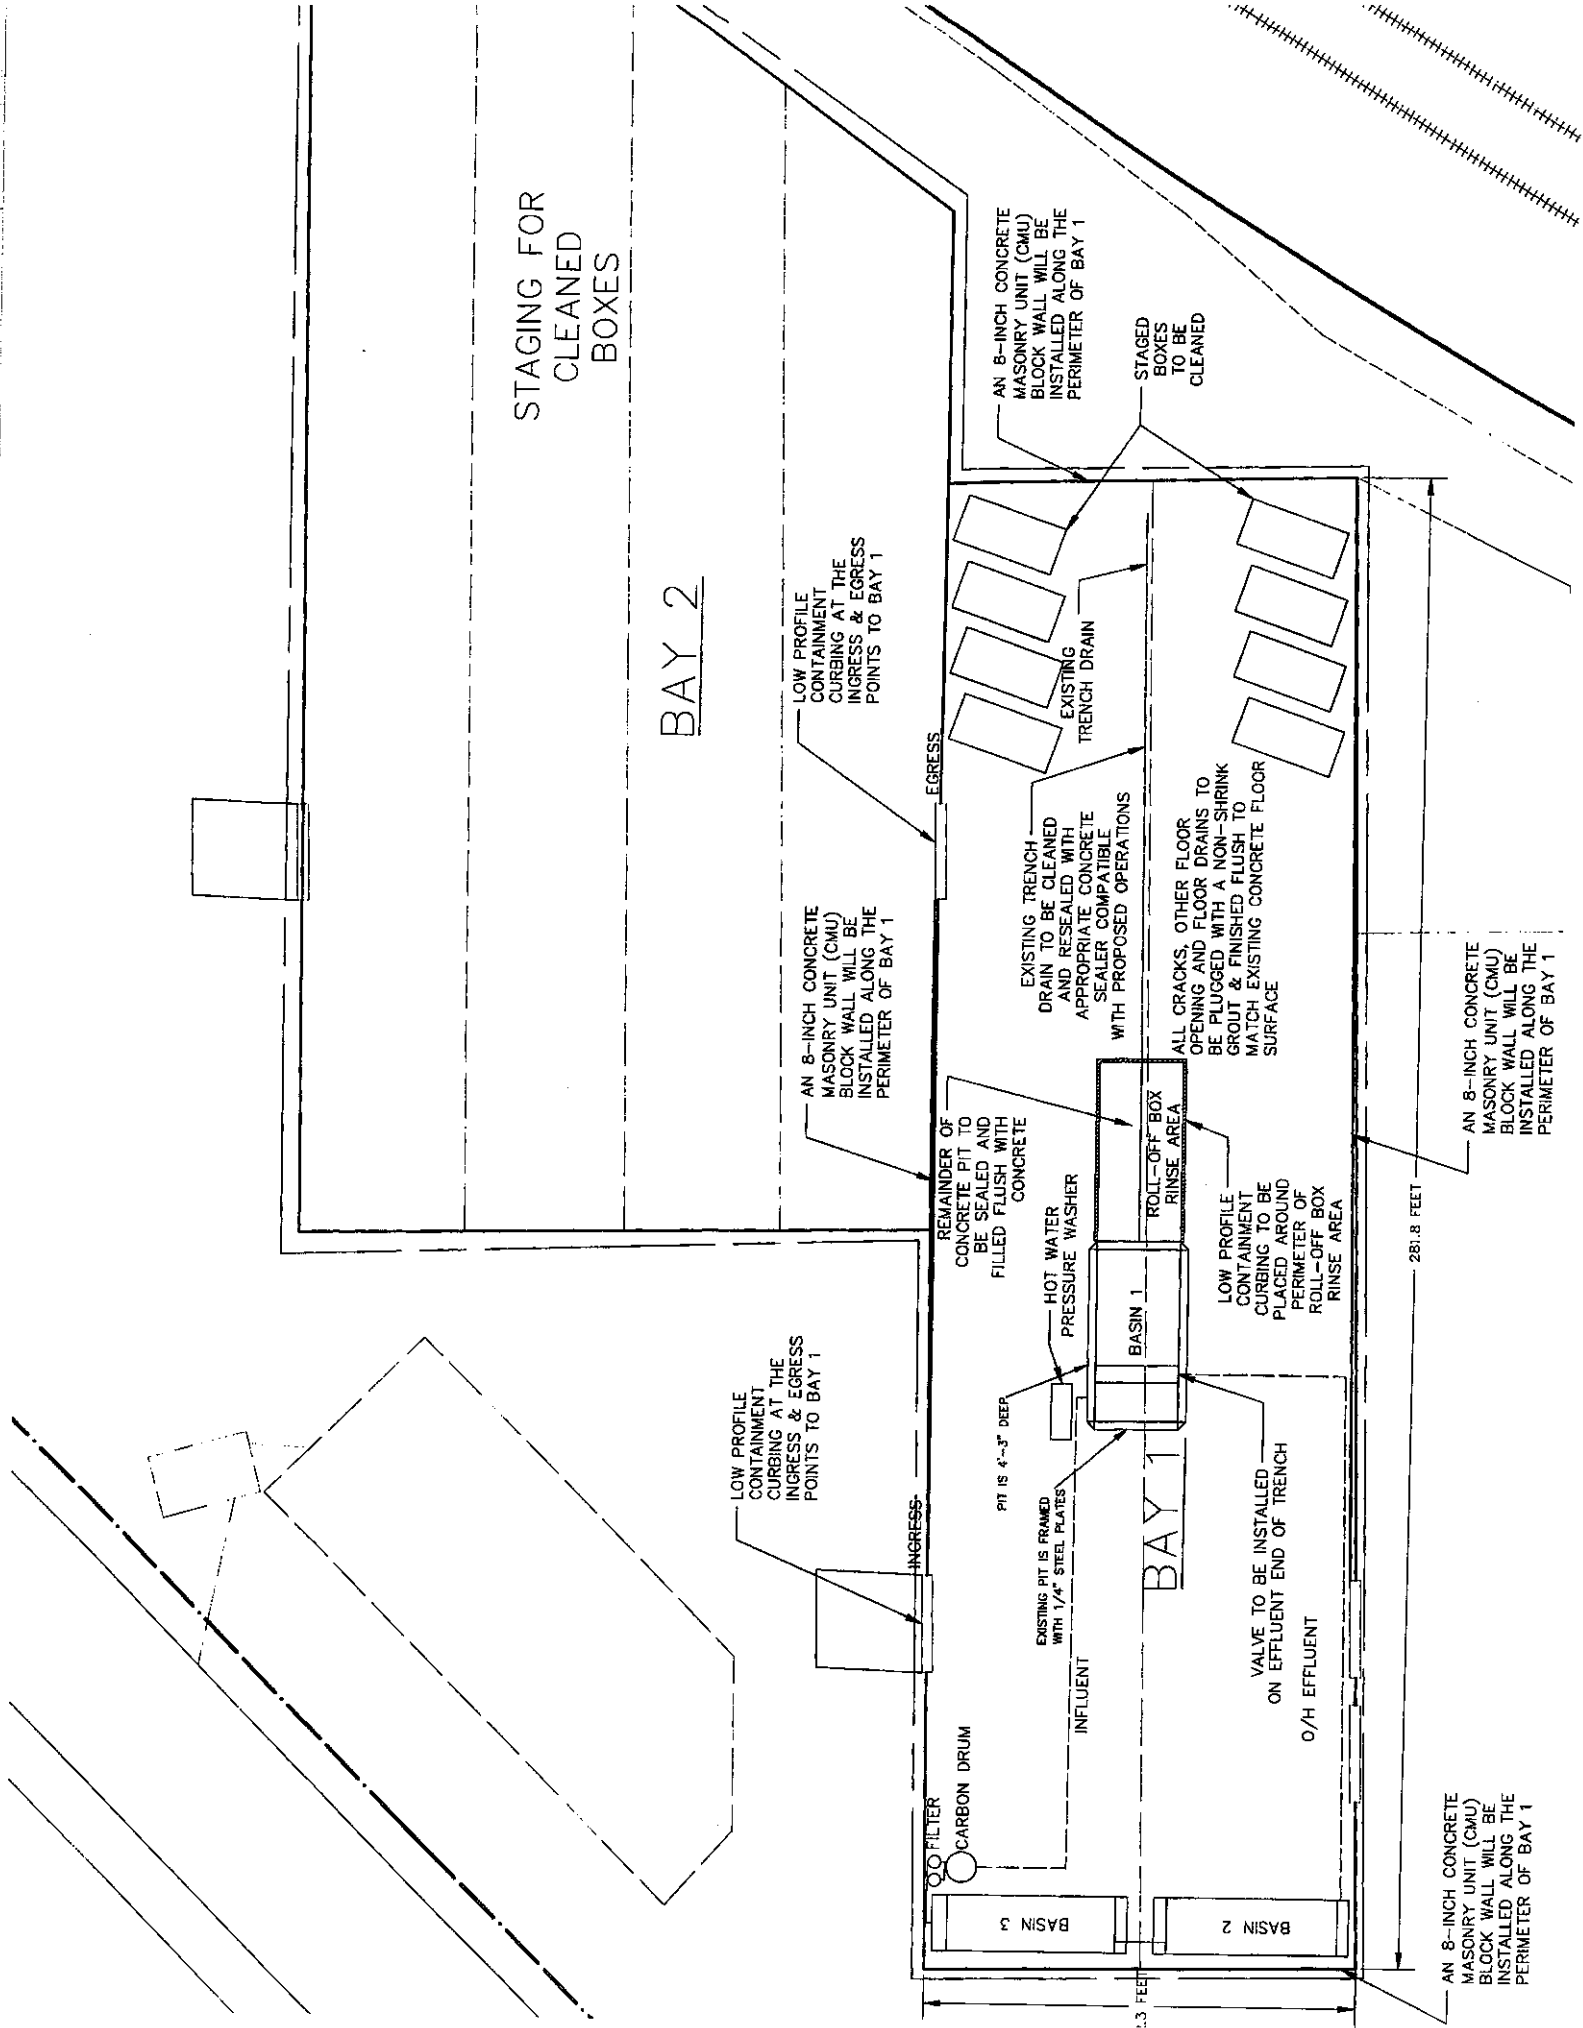 STAGING FOR
CLEANED
BOXES
BAY 2
LOW PROFILE
CONTAINMENT
CURBING AT THE
INGRESS & EGRESS
POINTS TO BAY 1
INGRESS
LOW PROFILE
CONTAINMENT
CURBING AT THE
INGRESS & EGRESS
POINTS TO BAY 1
EGRESS
AN 8-INCH CONCRETE
MASONRY UNIT (CMU)
BLOCK WALL WILL BE
INSTALLED ALONG THE
PERIMETER OF BAY 1
AN 8-INCH CONCRETE
MASONRY UNIT (CMU)
BLOCK WALL WILL BE
INSTALLED ALONG THE
PERIMETER OF BAY 1
STAGED
BOXES
TO BE
CLEANED
FILTER
CARBON DRUM
BASIN 3
BASIN 2
INFLUENT
EXISTING PIT IS FRAMED
WITH 1/4" STEEL PLATES
PIT IS 4'-3" DEEP
HOT WATER
PRESSURE WASHER
REMAINDER OF
CONCRETE PIT TO
BE SEALED AND
FILLED FLUSH WITH
CONCRETE
EXISTING TRENCH
DRAIN TO BE CLEANED
AND RESEALED WITH
APPROPRIATE CONCRETE
SEALER COMPATIBLE
WITH PROPOSED OPERATIONS
EXISTING
TRENCH DRAIN
BASIN 1
ROLL-OFF BOX
RINSE AREA
BAY 1
ALL CRACKS, OTHER FLOOR
OPENING AND FLOOR DRAINS TO
BE PLUGGED WITH A NON-SHRINK
GROUT & FINISHED FLUSH TO
MATCH EXISTING CONCRETE FLOOR
SURFACE
LOW PROFILE
CONTAINMENT
CURBING TO BE
PLACED AROUND
PERIMETER OF
ROLL-OFF BOX
RINSE AREA
VALVE TO BE INSTALLED
ON EFFLUENT END OF TRENCH
O/H EFFLUENT
.3 FEET
281.8 FEET
AN 8-INCH CONCRETE
MASONRY UNIT (CMU)
BLOCK WALL WILL BE
INSTALLED ALONG THE
PERIMETER OF BAY 1
AN 8-INCH CONCRETE
MASONRY UNIT (CMU)
BLOCK WALL WILL BE
INSTALLED ALONG THE
PERIMETER OF BAY 1